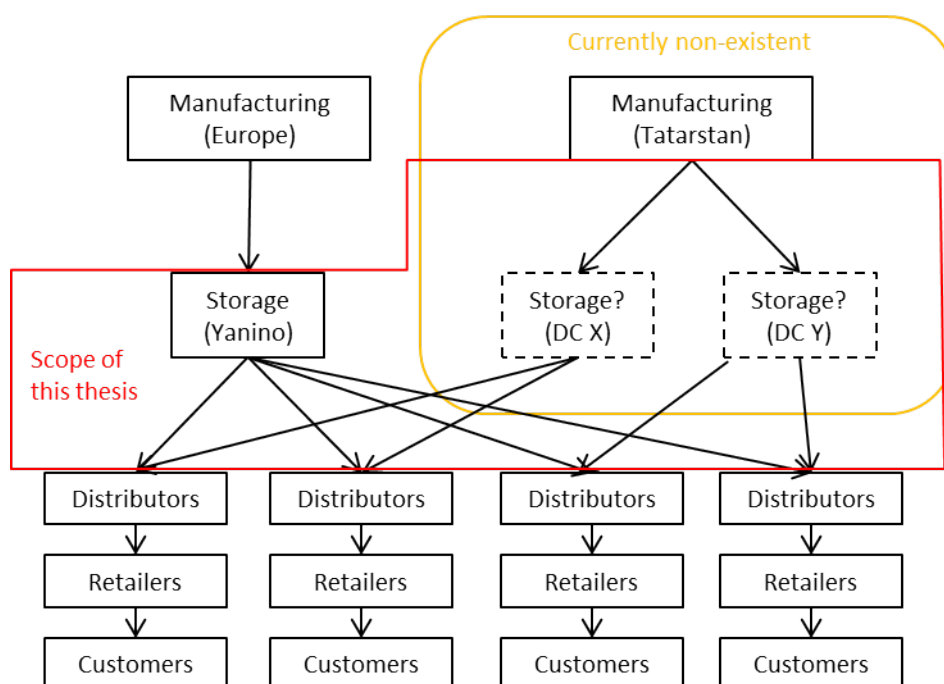 Currently non-existent
Manufacturing
(Europe)
Manufacturing
(Tatarstan)
Storage
(Yanino)
Storage?
(DC X)
Storage?
(DC Y)
Scope of
this thesis
Distributors
Distributors
Distributors
Distributors
Retailers
Retailers
Retailers
Retailers
Customers
Customers
Customers
Customers